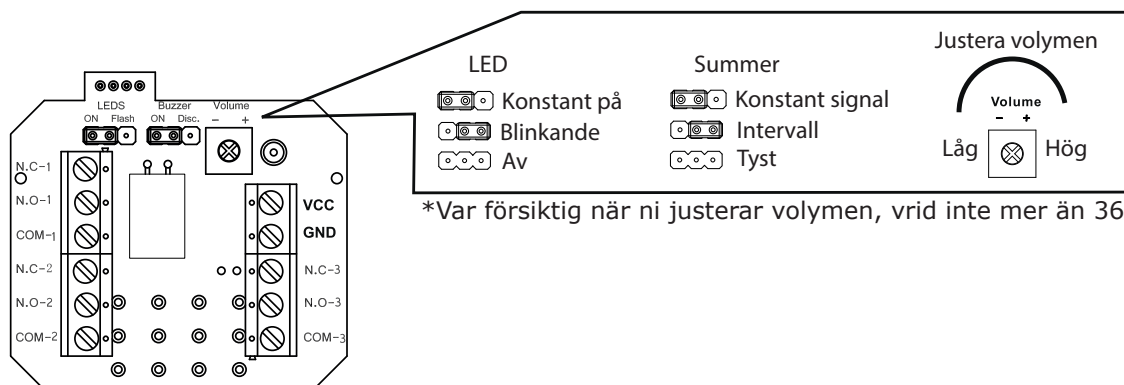 LEDS Buzzer Volume
ON Flash ON Disc. − +
N.C-1
N.O-1
COM-1
N.C-2
N.O-2
COM-2
VCC
GND
N.C-3
N.O-3
COM-3
LED
Konstant på
Blinkande
Av
Summer
Konstant signal
Intervall
Tyst
Justera volymen
Volume
− +
Låg Hög
*Var försiktig när ni justerar volymen, vrid inte mer än 36